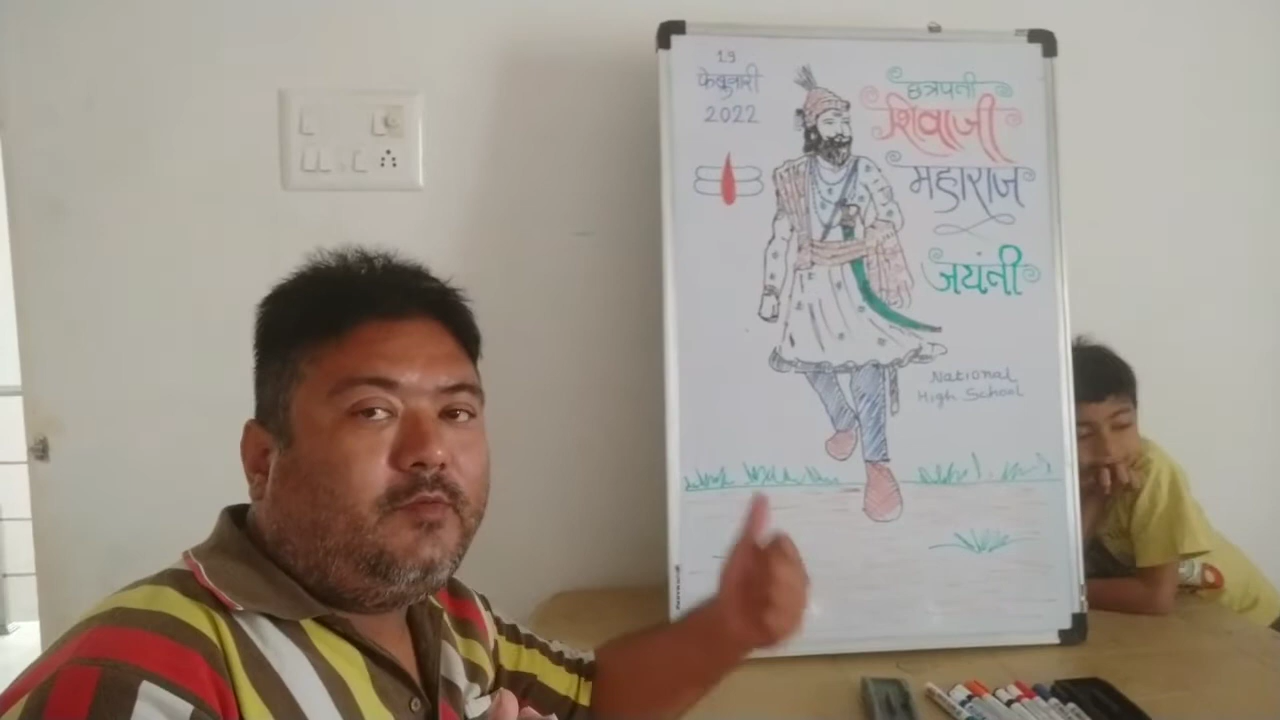 19
फेब्रुवारी
2022
छत्रपती
शिवाजी
महाराज
जयंती
National
High School